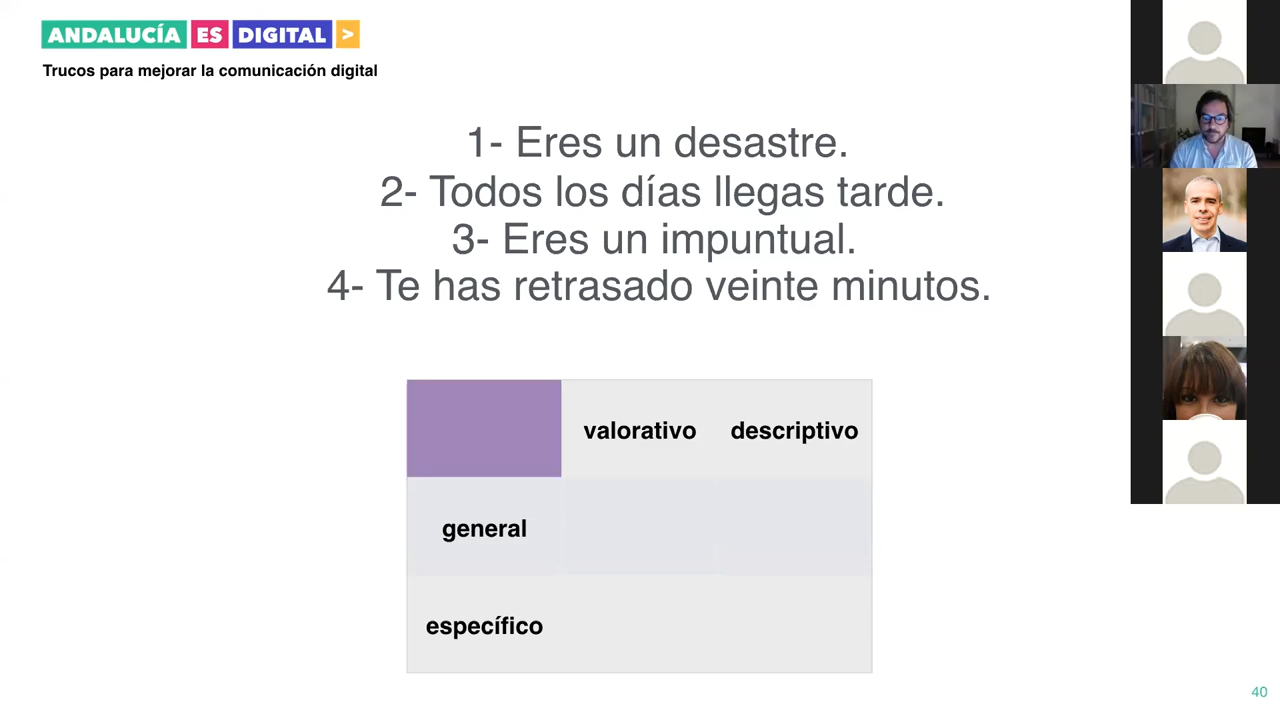 ANDALUCÍA ES DIGITAL >
Trucos para mejorar la comunicación digital
1- Eres un desastre.
2- Todos los días llegas tarde.
3- Eres un impuntual.
4- Te has retrasado veinte minutos.
valorativo descriptivo
general
específico
40